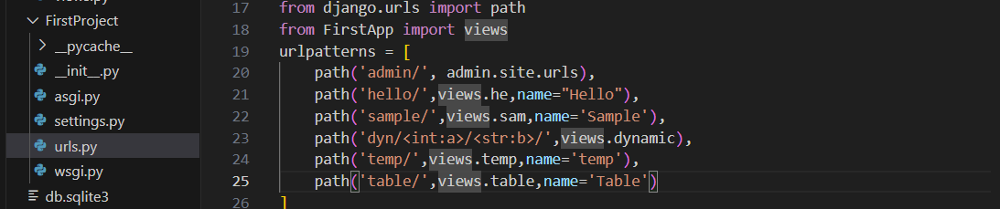 views.py
FirstProject
__pycache__
__init__.py
asgi.py
settings.py
urls.py
wsgi.py
db.sqlite3
17 from django.urls import path
18 from FirstApp import views
19 urlpatterns = [
20     path('admin/', admin.site.urls),
21     path('hello/',views.he,name="Hello"),
22     path('sample/',views.sam,name='Sample'),
23     path('dyn/<int:a>/<str:b>/',views.dynamic),
24     path('temp/',views.temp,name='temp'),
25     path('table/',views.table,name='Table')
26 ]